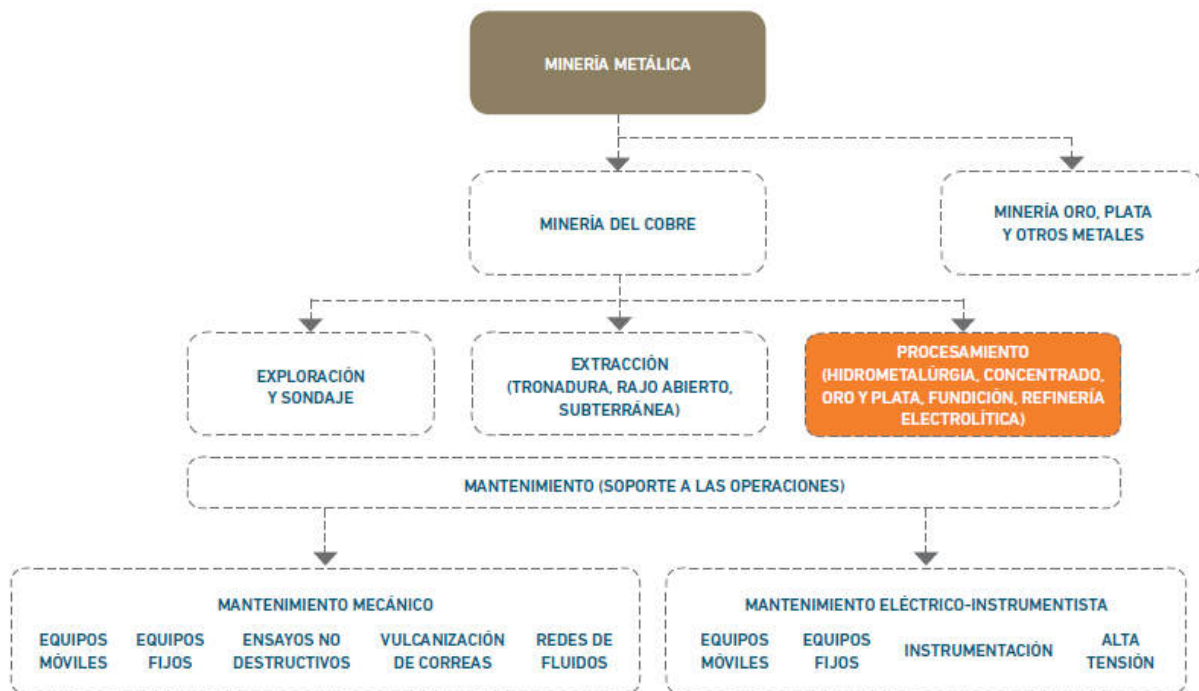 MINERÍA METÁLICA
MINERÍA DEL COBRE
MINERÍA ORO, PLATA
Y OTROS METALES
EXPLORACIÓN
Y SONDAJE
EXTRACCIÓN
(TRONADURA, RAJO ABIERTO,
SUBTERRÁNEA)
PROCESAMIENTO
(HIDROMETALÚRGIA, CONCENTRADO,
ORO Y PLATA, FUNDICIÓN, REFINERÍA
ELECTROLÍTICA)
MANTENIMIENTO (SOPORTE A LAS OPERACIONES)
MANTENIMIENTO MECÁNICO
EQUIPOS
MÓVILES
EQUIPOS
FIJOS
ENSAYOS NO
DESTRUCTIVOS
VULCANIZACIÓN
DE CORREAS
REDES DE
FLUIDOS
MANTENIMIENTO ELÉCTRICO-INSTRUMENTISTA
EQUIPOS
MÓVILES
EQUIPOS
FIJOS
INSTRUMENTACIÓN
ALTA
TENSIÓN